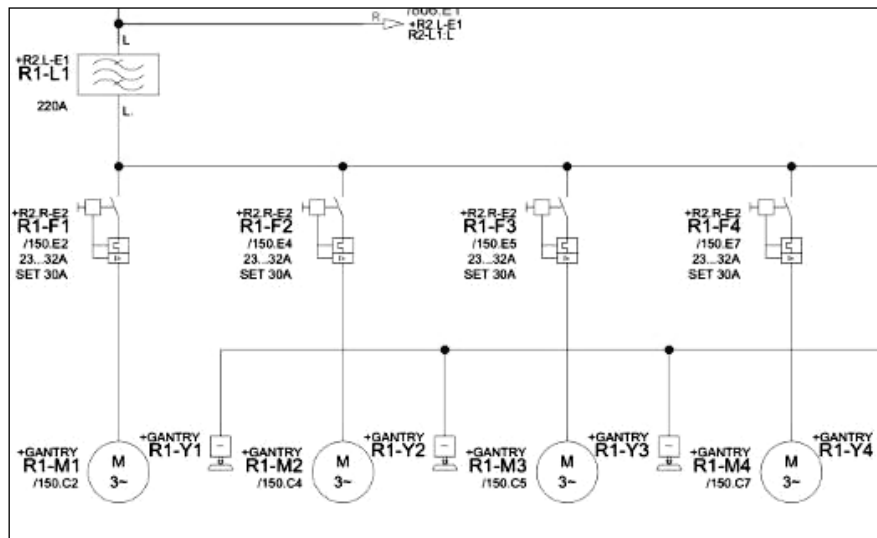 /806.E1
R
+R2.L-E1
R2-L1:L
L
+R2.L-E1
R1-L1
220A
L
+R2.R-E2
R1-F1
/150.E2
23...32A
SET 30A
I>
+R2.R-E2
R1-F2
/150.E4
23...32A
SET 30A
I>
+R2.R-E2
R1-F3
/150.E5
23...32A
SET 30A
I>
+R2.R-E2
R1-F4
/150.E7
23...32A
SET 30A
I>
+GANTRY
R1-M1
/150.C2
M
3~
+GANTRY
R1-Y1
+GANTRY
R1-M2
/150.C4
M
3~
+GANTRY
R1-Y2
+GANTRY
R1-M3
/150.C5
M
3~
+GANTRY
R1-Y3
+GANTRY
R1-M4
/150.C7
M
3~
+GANTRY
R1-Y4